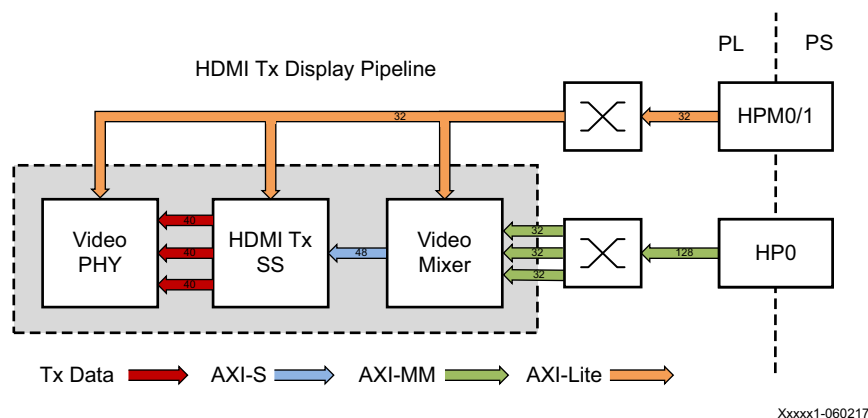 PL
PS
HDMI Tx Display Pipeline
32
32
HPM0/1
Video
PHY
40
40
40
HDMI Tx
SS
48
Video
Mixer
32
32
32
128
HP0
Tx Data
AXI-S
AXI-MM
AXI-Lite
Xxxxx1-060217